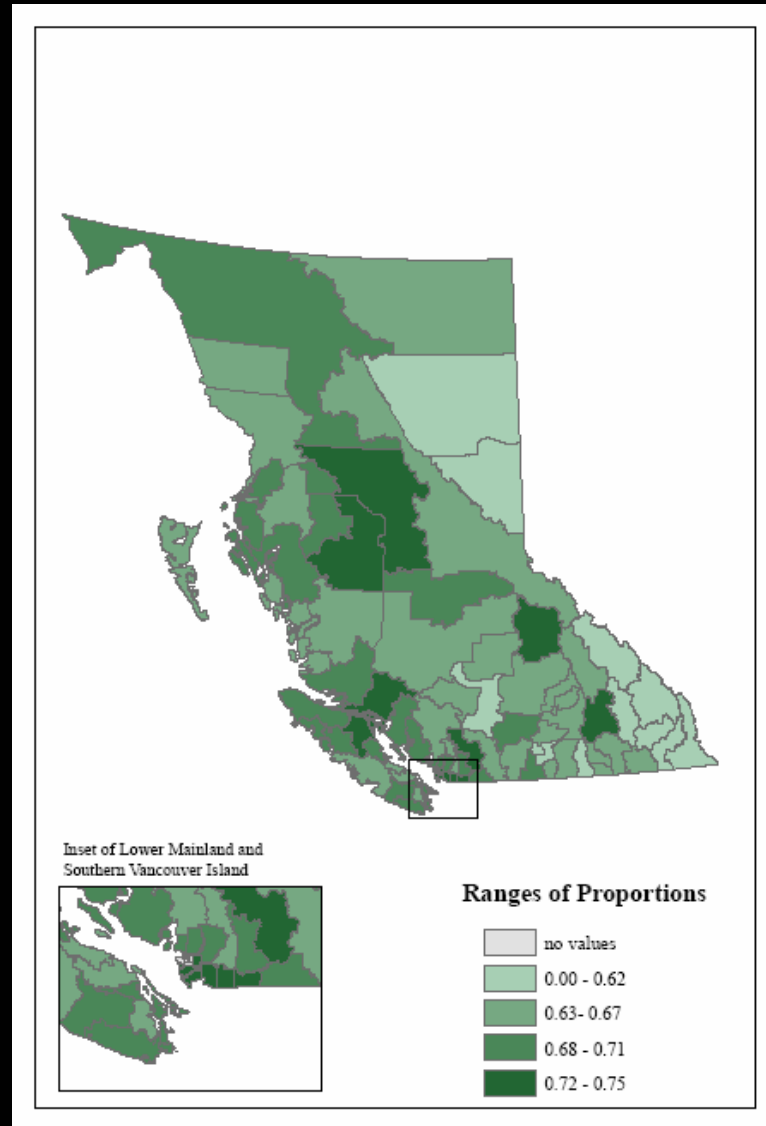 Inset of Lower Mainland and
Southern Vancouver Island
Ranges of Proportions
no values
0.00 - 0.62
0.63- 0.67
0.68 - 0.71
0.72 - 0.75